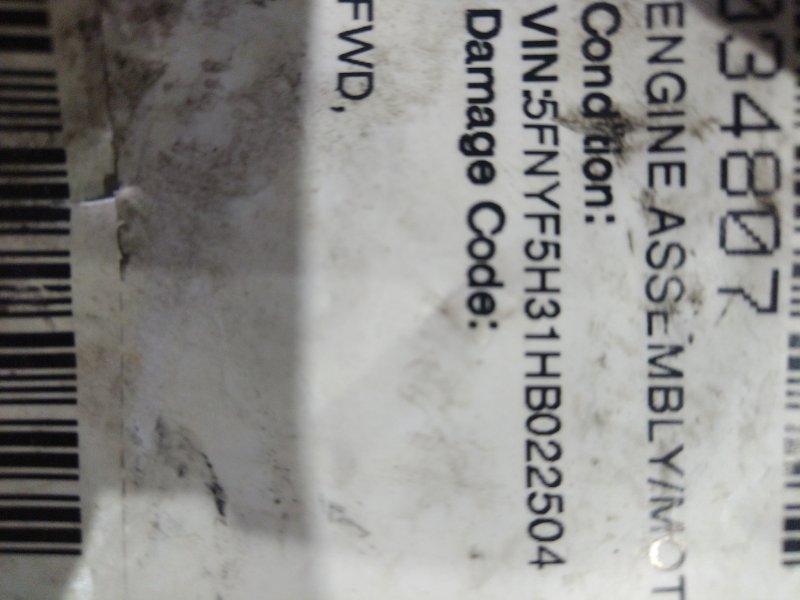 034807
ENGINE ASSEMBLY/MOT
Condition:
VIN:5FNYF5H31HB022504
Damage Code:
FWD,